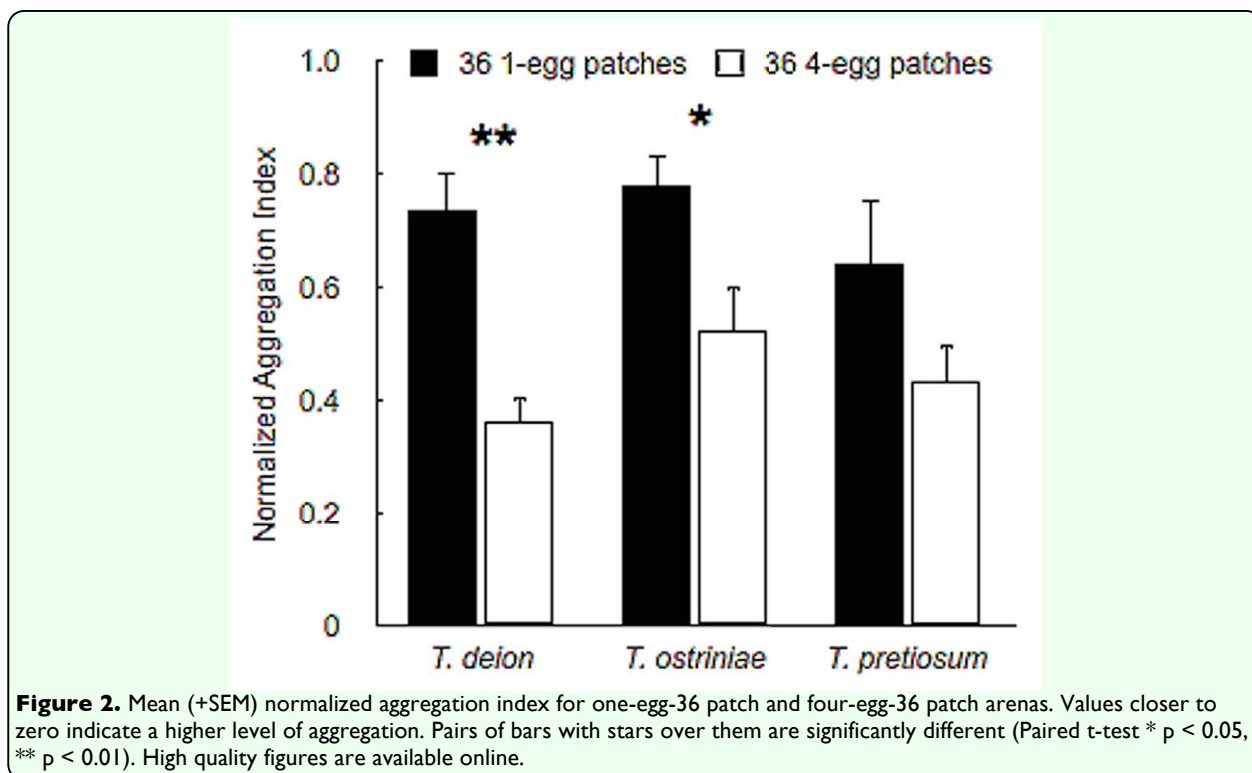 1.0
36 1-egg patches 36 4-egg patches
** *
0.8
0.6
0.4
0.2
0
Normalized Aggregation Index
T. deion T. ostriniae T. pretiosum
Figure 2. Mean (+SEM) normalized aggregation index for one-egg-36 patch and four-egg-36 patch arenas. Values closer to
zero indicate a higher level of aggregation. Pairs of bars with stars over them are significantly different (Paired t-test * p < 0.05,
** p < 0.01). High quality figures are available online.